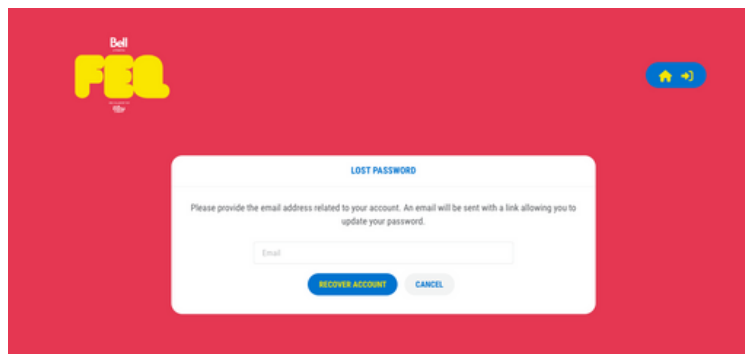 Bell
FEQ
LOST PASSWORD
Please provide the email address related to your account. An email will be sent with a link allowing you to
update your password.
Email
RECOVER ACCOUNT
CANCEL